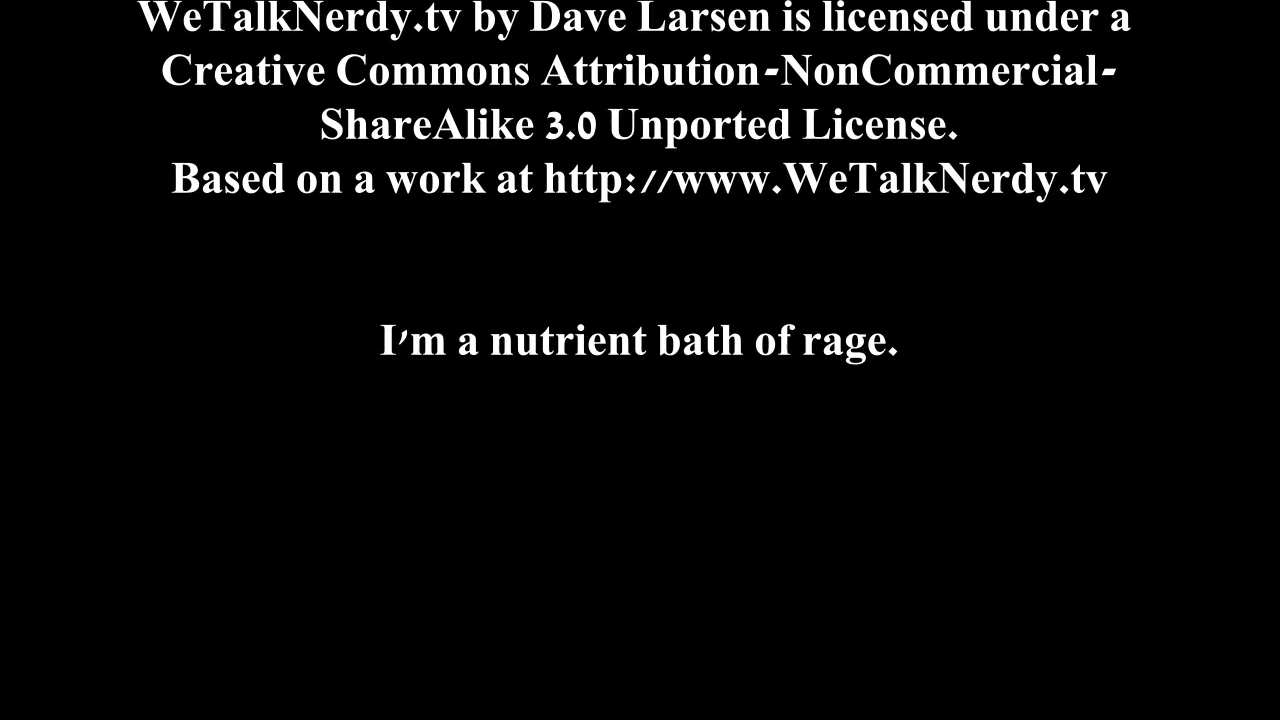 WeTalkNerdy.tv by Dave Larsen is licensed under a
Creative Commons Attribution-NonCommercial-
ShareAlike 3.0 Unported License.
Based on a work at http://www.WeTalkNerdy.tv
I'm a nutrient bath of rage.